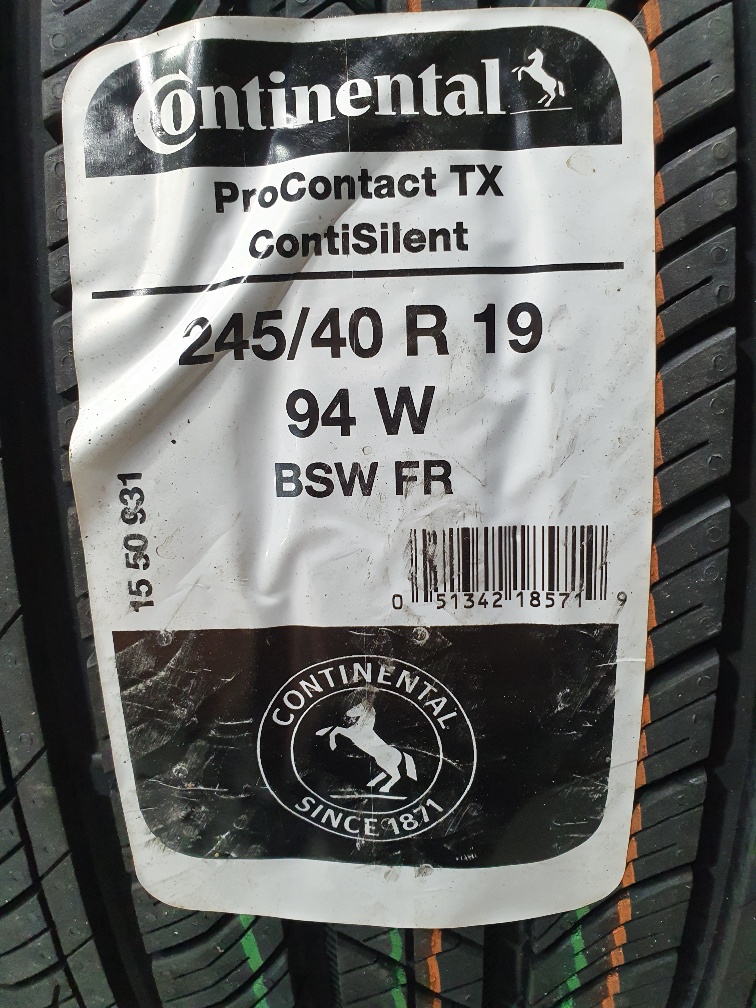 Continental
ProContact TX
ContiSilent
245/40 R 19
94 W
BSW FR
15 50 931
0 51342 18571 9
CONTINENTAL
SINCE 1871